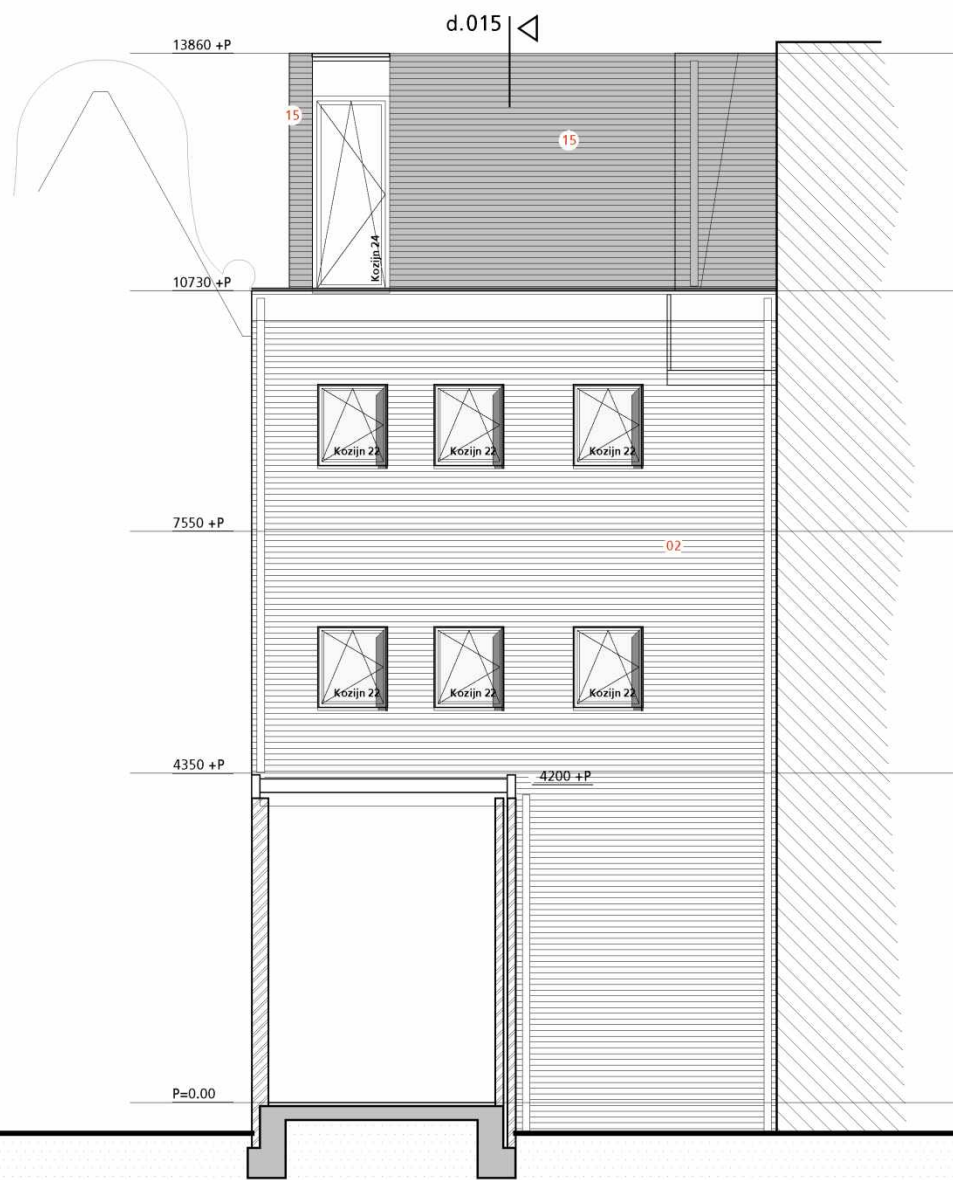 d.015
13860 +P
15
15
Kozijn 24
10730 +P
Kozijn 22
Kozijn 22
Kozijn 22
7550 +P
02
Kozijn 22
Kozijn 22
Kozijn 22
4350 +P
4200 +P
P=0.00